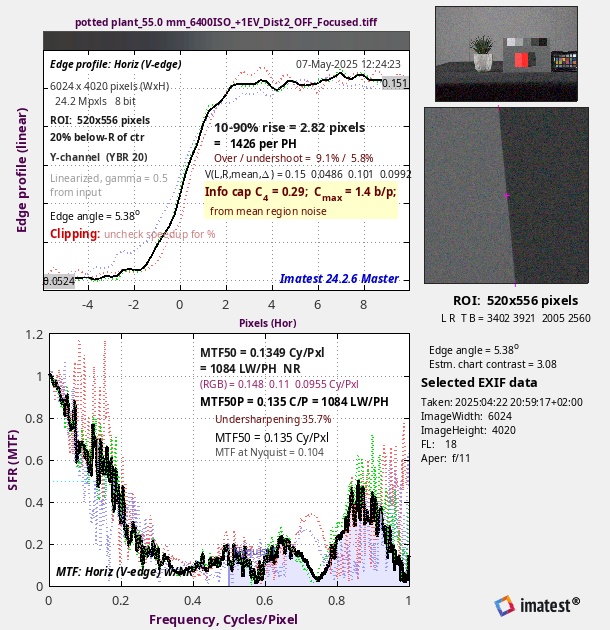 potted plant_55.0 mm_6400ISO_+1EV_Dist2_OFF_Focused.tiff
Edge profile: Horiz (V-edge)
07-May-2025 12:24:23
6024 x 4020 pixels (WxH)
24.2 Mpxls 8 bit
0.151
ROI: 520x556 pixels
20% below-R of ctr
10-90% rise = 2.82 pixels
= 1426 per PH
Y-channel (YBR 20)
Over / undershoot = 9.1% / 5.8%
V(L,R,mean,Δ) = 0.15 0.0486 0.101 0.0992
Linearized, gamma = 0.5
from input
Info cap C4 = 0.29; Cmax = 1.4 b/p;
from mean region noise
Edge angle = 5.38o
Clipping: uncheck speedup for %
0.0524
Imatest 24.2.6 Master
Edge profile (linear)
-4 -2 0 2 4 6 8
Pixels (Hor)
ROI: 520x556 pixels
L R T B = 3402 3921 2005 2560
Edge angle = 5.38o
Estm. chart contrast = 3.08
Selected EXIF data
Taken: 2025:04:22 20:59:17+02:00
ImageWidth: 6024
ImageHeight: 4020
FL: 18
Aper: f/11
1.2
1
0.8
0.6
0.4
0.2
0
SFR (MTF)
MTF50 = 0.1349 Cy/Pxl
= 1084 LW/PH NR
(RGB) = 0.148 0.11 0.0955 Cy/Pxl
MTF50P = 0.135 C/P = 1084 LW/PH
Undersharpening 35.7%
MTF50 = 0.135 Cy/Pxl
MTF at Nyquist = 0.104
MTF: Horiz (V-edge)
0 0.2 0.4 0.6 0.8 1
Frequency, Cycles/Pixel
imatest®